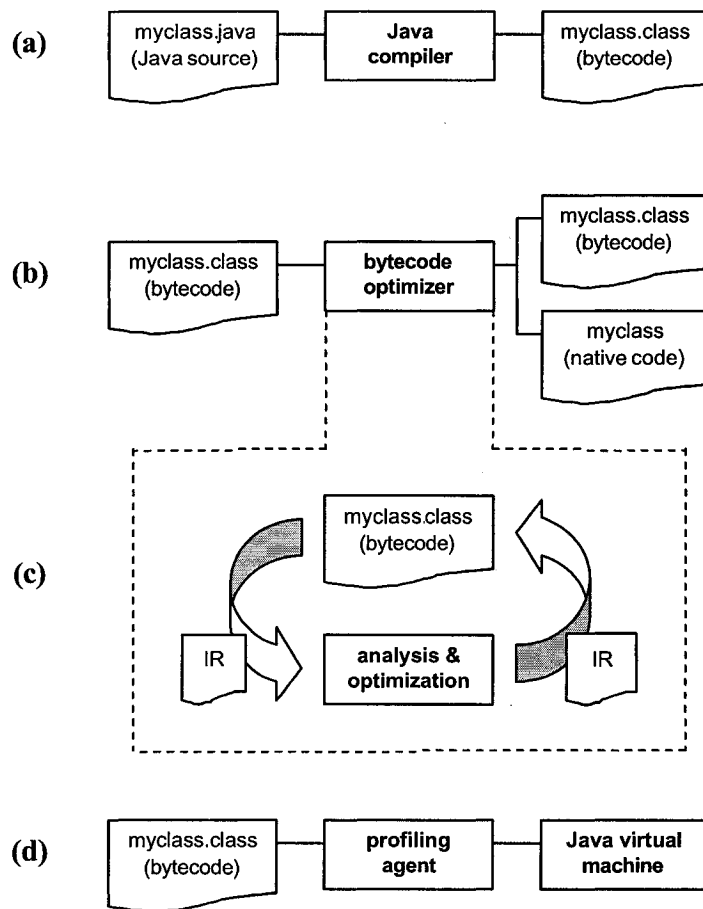 (a)
myclass.java
(Java source)
Java
compiler
myclass.class
(bytecode)
(b)
myclass.class
(bytecode)
bytecode
optimizer
myclass.class
(bytecode)
myclass
(native code)
(c)
myclass.class
(bytecode)
IR
analysis &
optimization
IR
(d)
myclass.class
(bytecode)
profiling
agent
Java virtual
machine